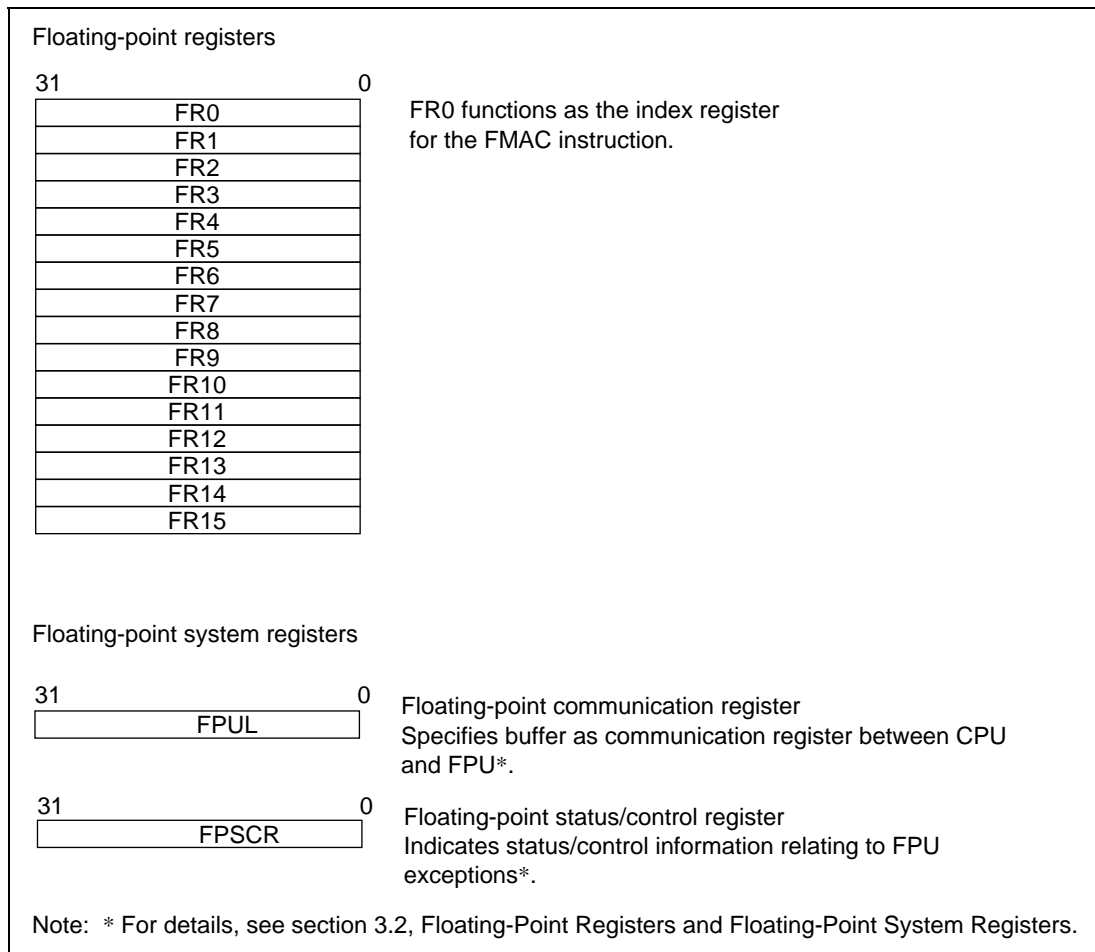 Floating-point registers
31 0
FR0
FR1
FR2
FR3
FR4
FR5
FR6
FR7
FR8
FR9
FR10
FR11
FR12
FR13
FR14
FR15
FR0 functions as the index register
for the FMAC instruction.
Floating-point system registers
31 0
FPUL
Floating-point communication register
Specifies buffer as communication register between CPU
and FPU*.
31 0
FPSCR
Floating-point status/control register
Indicates status/control information relating to FPU
exceptions*.
Note: * For details, see section 3.2, Floating-Point Registers and Floating-Point System Registers.